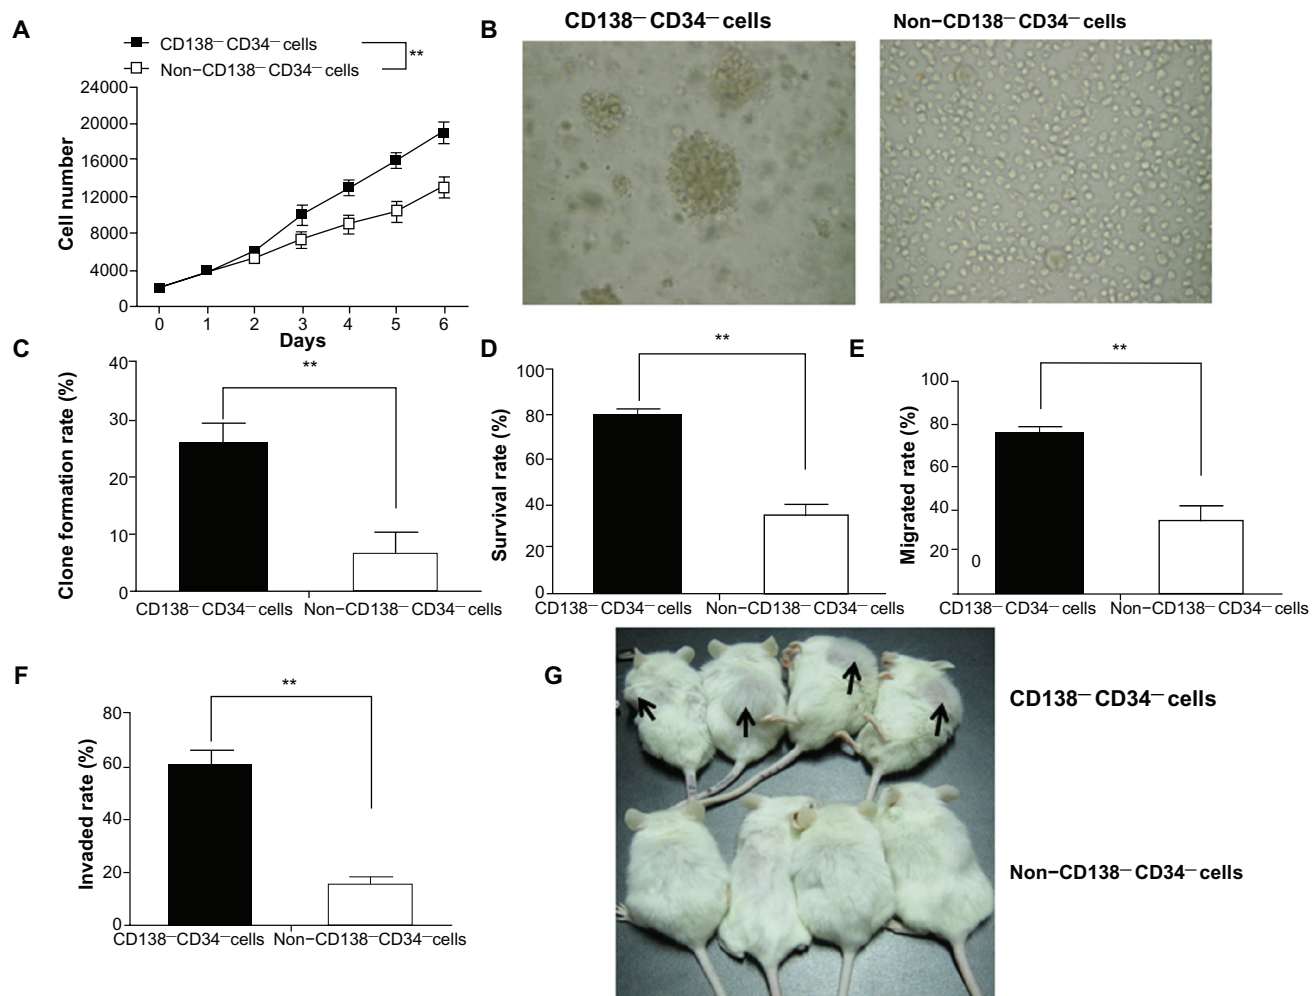 A
CD138— CD34— cells
Non−CD138— CD34— cells
**
24000
20000
16000
12000
8000
4000
0
Cell number
0 1 2 3 4 5 6
Days
B
CD138— CD34— cells
Non−CD138— CD34— cells
C
40
30
20
10
0
Clone formation rate (%)
**
CD138— CD34— cells Non−CD138— CD34— cells
D
100
80
60
40
20
0
Survival rate (%)
**
CD138— CD34— cells Non−CD138— CD34— cells
E
100
80
60
40
20
0
Migrated rate (%)
**
CD138— CD34— cells Non−CD138— CD34— cells
F
80
60
40
20
0
Invaded rate (%)
**
CD138—CD34—cells Non−CD138—CD34—cells
G
CD138— CD34— cells
Non−CD138— CD34— cells